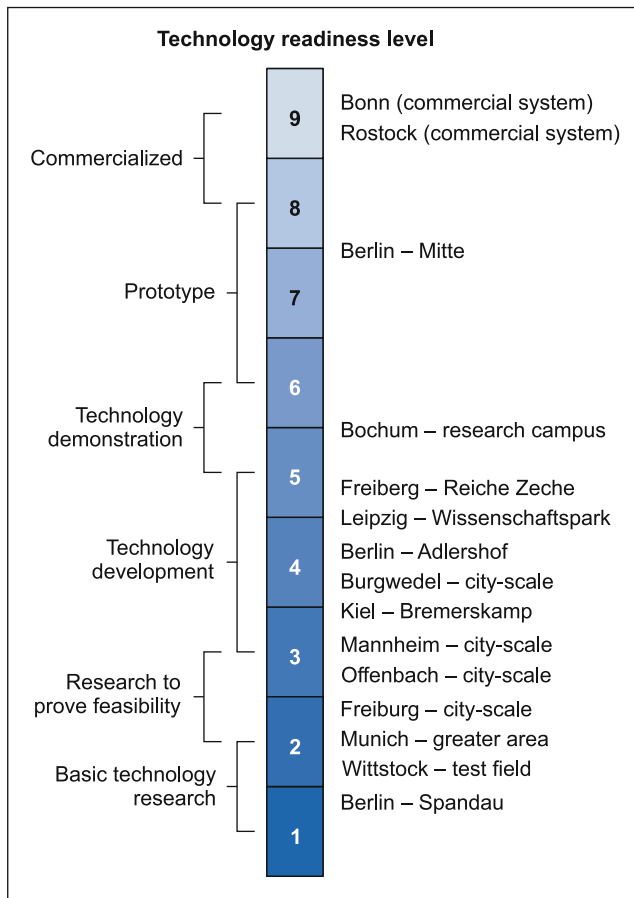 Technology readiness level
9
Bonn (commercial system)
Rostock (commercial system)
Commercialized
8
Berlin – Mitte
Prototype
7
6
Technology
demonstration
Bochum – research campus
5
Freiberg – Reiche Zeche
Leipzig – Wissenschaftspark
Technology
development
4
Berlin – Adlershof
Burgwedel – city-scale
Kiel – Bremerskamp
3
Mannheim – city-scale
Offenbach – city-scale
Research to
prove feasibility
Freiburg – city-scale
2
Munich – greater area
Wittstock – test field
Basic technology
research
Berlin – Spandau
1